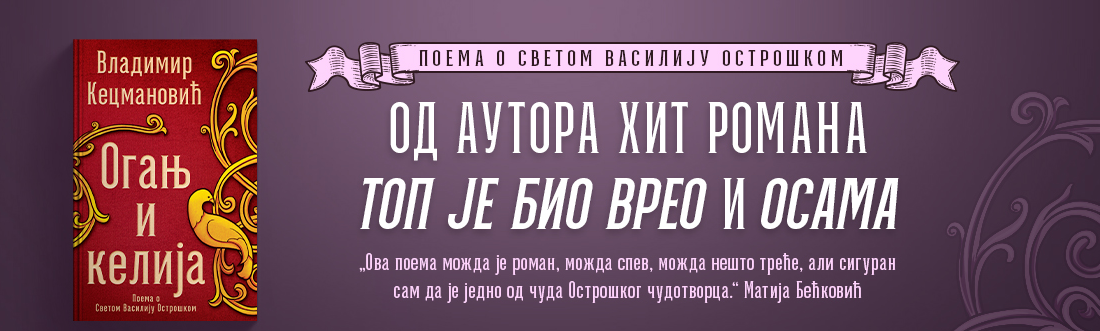 Владимир
Кецмановић
Огањ
и
келија
Поема о
Светом Василију Острошком
ПОЕМА О СВЕТОМ ВАСИЛИЈУ ОСТРОШКОМ
ОД АУТОРА ХИТ РОМАНА
ТОП ЈЕ БИО ВРЕО И ОСАМА
„Ова поема можда је роман, можда спев, можда нешто треће, али сигуран
сам да је једно од чуда Острошког чудотворца.“ Матија Бећковић